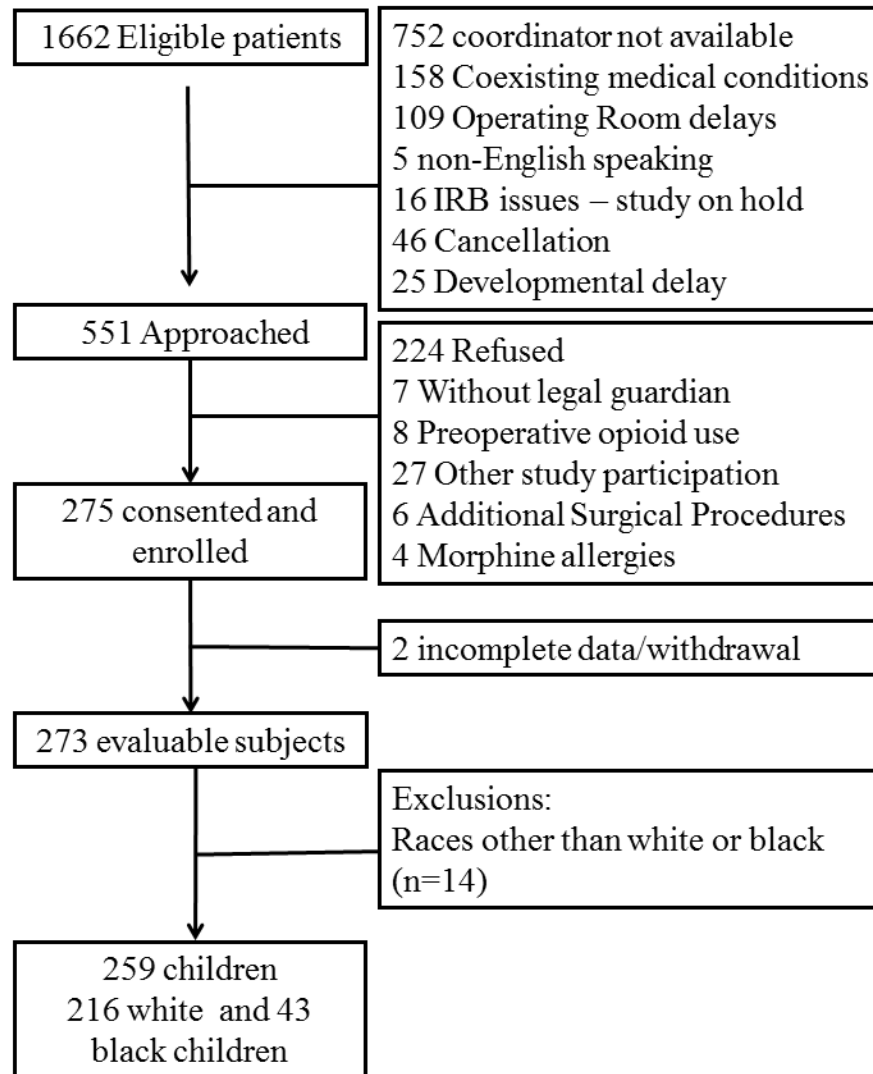 1662 Eligible patients
752 coordinator not available
158 Coexisting medical conditions
109 Operating Room delays
5 non-English speaking
16 IRB issues – study on hold
46 Cancellation
25 Developmental delay
551 Approached
224 Refused
7 Without legal guardian
8 Preoperative opioid use
27 Other study participation
6 Additional Surgical Procedures
4 Morphine allergies
275 consented and
enrolled
2 incomplete data/withdrawal
273 evaluable subjects
Exclusions:
Races other than white or black
(n=14)
259 children
216 white and 43
black children